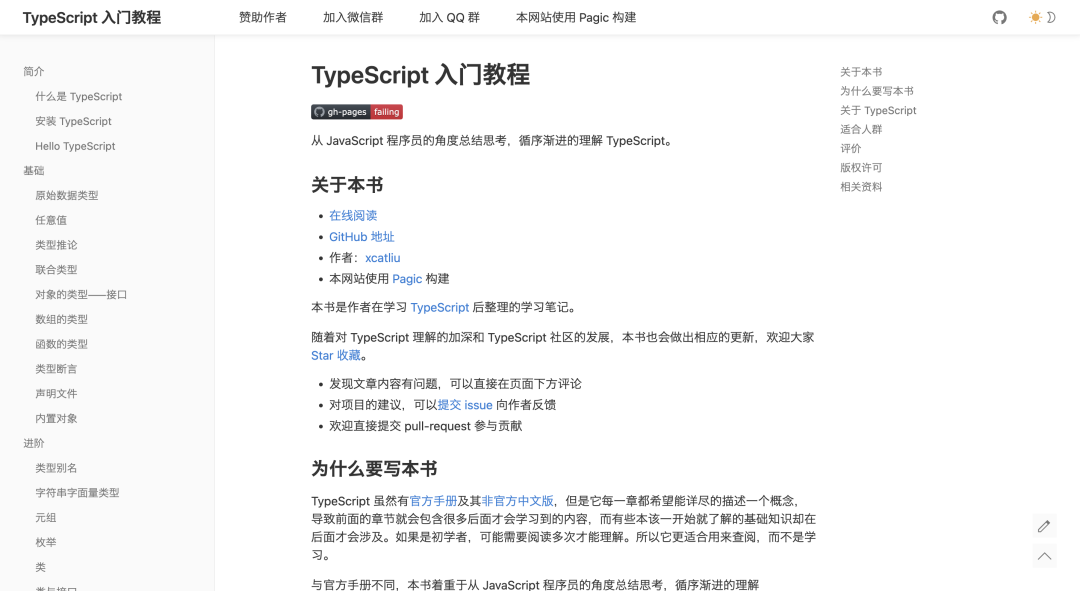 TypeScript 入门教程
赞助作者
加入微信群
加入 QQ 群
本网站使用 Pagic 构建
简介
什么是 TypeScript
安装 TypeScript
Hello TypeScript
基础
原始数据类型
任意值
类型推论
联合类型
对象的类型——接口
数组的类型
函数的类型
类型断言
声明文件
内置对象
进阶
类型别名
字符串字面量类型
元组
枚举
类
类与接口
TypeScript 入门教程
gh-pages failing
从 JavaScript 程序员的角度总结思考，循序渐进的理解 TypeScript。
关于本书
在线阅读
GitHub 地址
作者：xcatliu
本网站使用 Pagic 构建
本书是作者在学习 TypeScript 后整理的学习笔记。
随着对 TypeScript 理解的加深和 TypeScript 社区的发展，本书也会做出相应的更新，欢迎大家
Star 收藏。
发现文章内容有问题，可以直接在页面下方评论
对项目的建议，可以提交 issue 向作者反馈
欢迎直接提交 pull-request 参与贡献
为什么要写本书
TypeScript 虽然有官方手册及其非官方中文版，但是它每一章都希望能详尽的描述一个概念，
导致前面的章节就会包含很多后面才会学习到的内容，而有些本该一开始就了解的基础知识却在
后面才会涉及。如果是初学者，可能需要阅读多次才能理解。所以它更适合用来查阅，而不是学
习。
与官方手册不同，本书着重于从 JavaScript 程序员的角度总结思考，循序渐进的理解
关于本书
为什么要写本书
关于 TypeScript
适合人群
评价
版权许可
相关资料